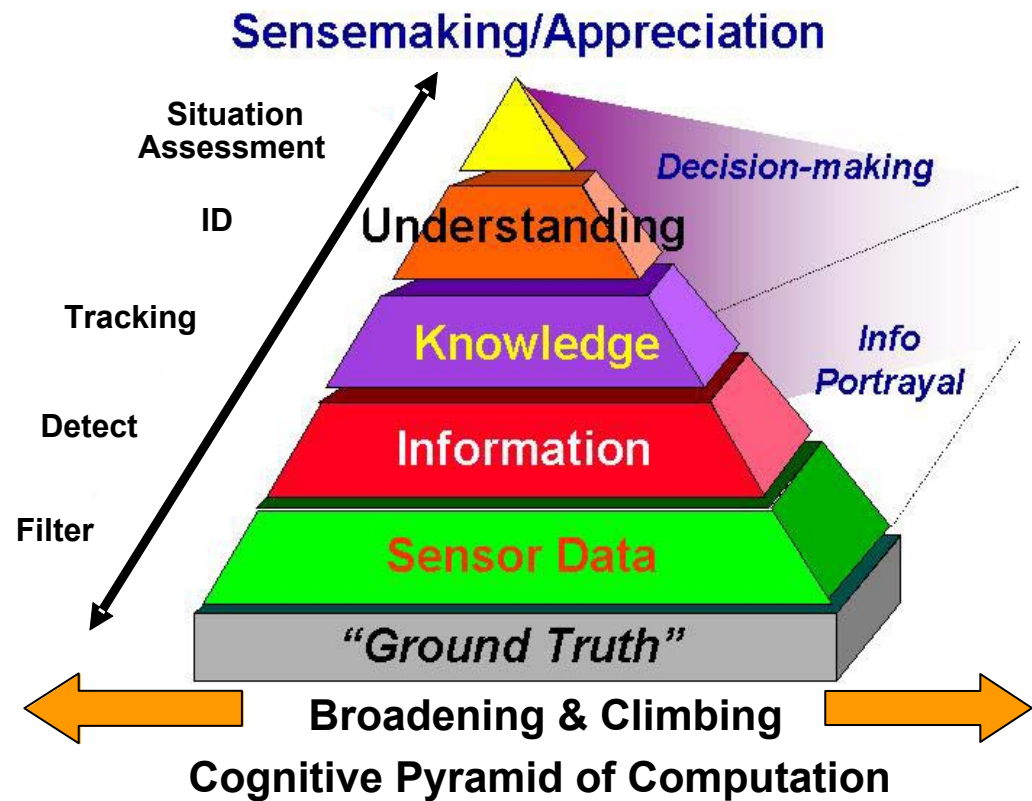 Sensemaking/Appreciation
Situation
Assessment
Decision-making
ID
Understanding
Tracking
Knowledge
Info
Portrayal
Detect
Information
Filter
Sensor Data
“Ground Truth”
Broadening & Climbing
Cognitive Pyramid of Computation